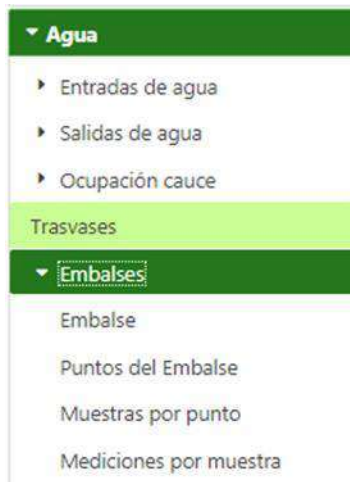 Agua
Entradas de agua
Salidas de agua
Ocupación cauce
Trasvases
Embalses
Embalse
Puntos del Embalse
Muestras por punto
Mediciones por muestra